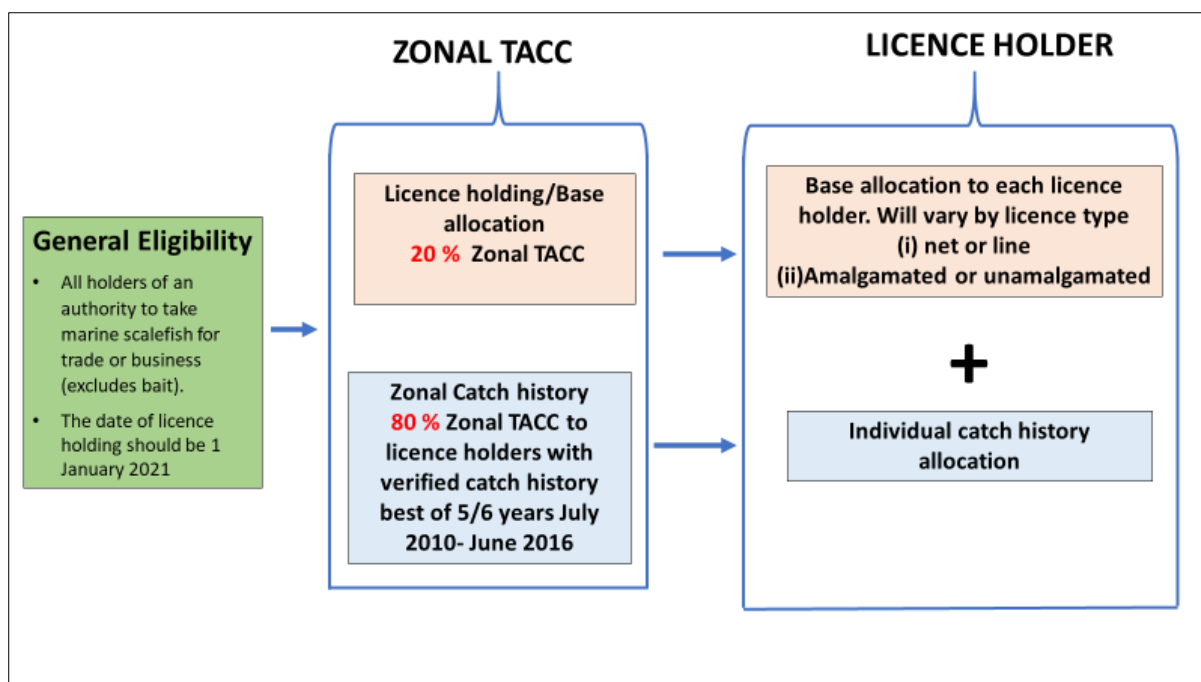 ZONAL TACC
LICENCE HOLDER
General Eligibility
• All holders of an
authority to take
marine scalefish for
trade or business
(excludes bait).
• The date of licence
holding should be 1
January 2021
Licence holding/Base
allocation
20 % Zonal TACC
Zonal Catch history
80 % Zonal TACC to
licence holders with
verified catch history
best of 5/6 years July
2010- June 2016
Base allocation to each licence
holder. Will vary by licence type
(i) net or line
(ii)Amalgamated or unamalgamated
+
Individual catch history
allocation